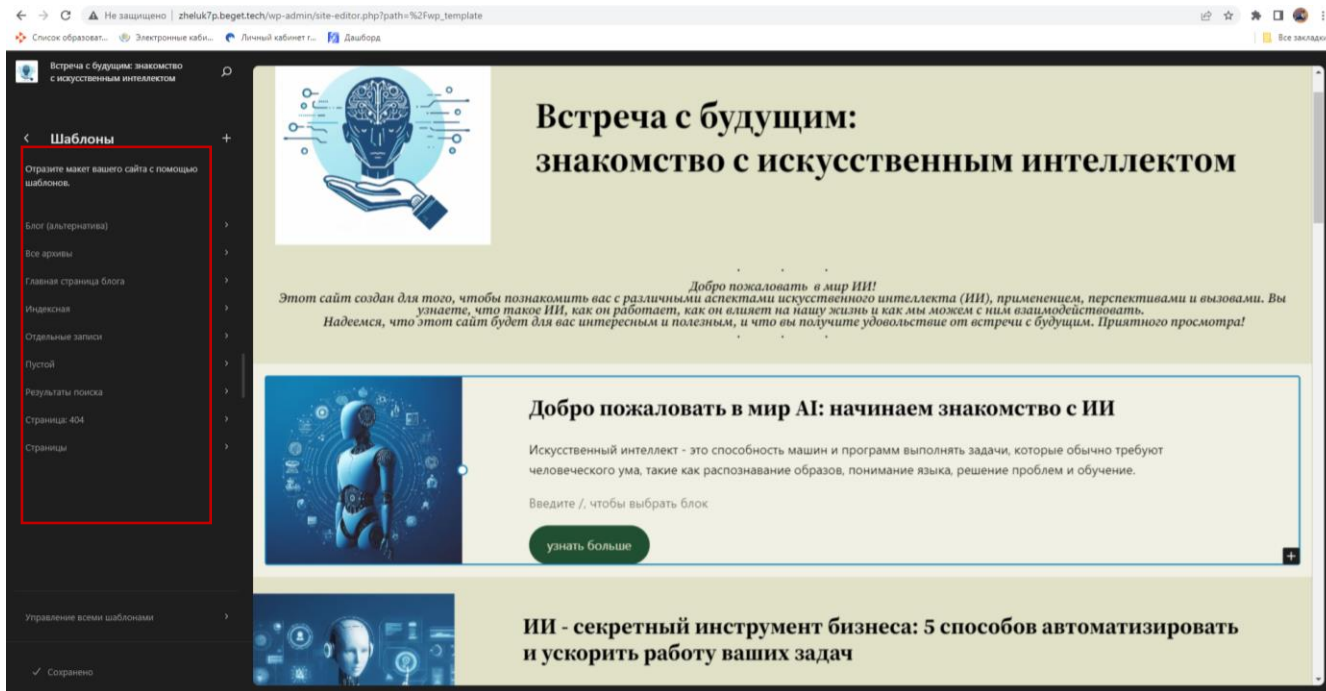 Не защищено | zheluk7p.beget.tech/wp-admin/site-editor.php?path=%2Fwp_template
Список образоват... Электронные каби... Личный кабинет г... Дашборд Все закладки
Встреча с будущим: знакомство
с искусственным интеллектом
Шаблоны
Отразите макет вашего сайта с помощью
шаблонов.
Блог (альтернатива)
Все архивы
Главная страница блога
Индексная
Отдельные записи
Пустой
Результаты поиска
Страница: 404
Страницы
Управление всеми шаблонами
Сохранено
Встреча с будущим:
знакомство с искусственным интеллектом
Добро пожаловать в мир ИИ!
Этот сайт создан для того, чтобы познакомить вас с различными аспектами искусственного интеллекта (ИИ), применением, перспективами и вызовами. Вы
узнаете, что такое ИИ, как он работает, как он влияет на нашу жизнь и как мы можем с ним взаимодействовать.
Надеемся, что этот сайт будет для вас интересным и полезным, и что вы получите удовольствие от встречи с будущим. Приятного просмотра!
Добро пожаловать в мир AI: начинаем знакомство с ИИ
Искусственный интеллект - это способность машин и программ выполнять задачи, которые обычно требуют
человеческого ума, такие как распознавание образов, понимание языка, решение проблем и обучение.
Введите /, чтобы выбрать блок
узнать больше
ИИ - секретный инструмент бизнеса: 5 способов автоматизировать
и ускорить работу ваших задач